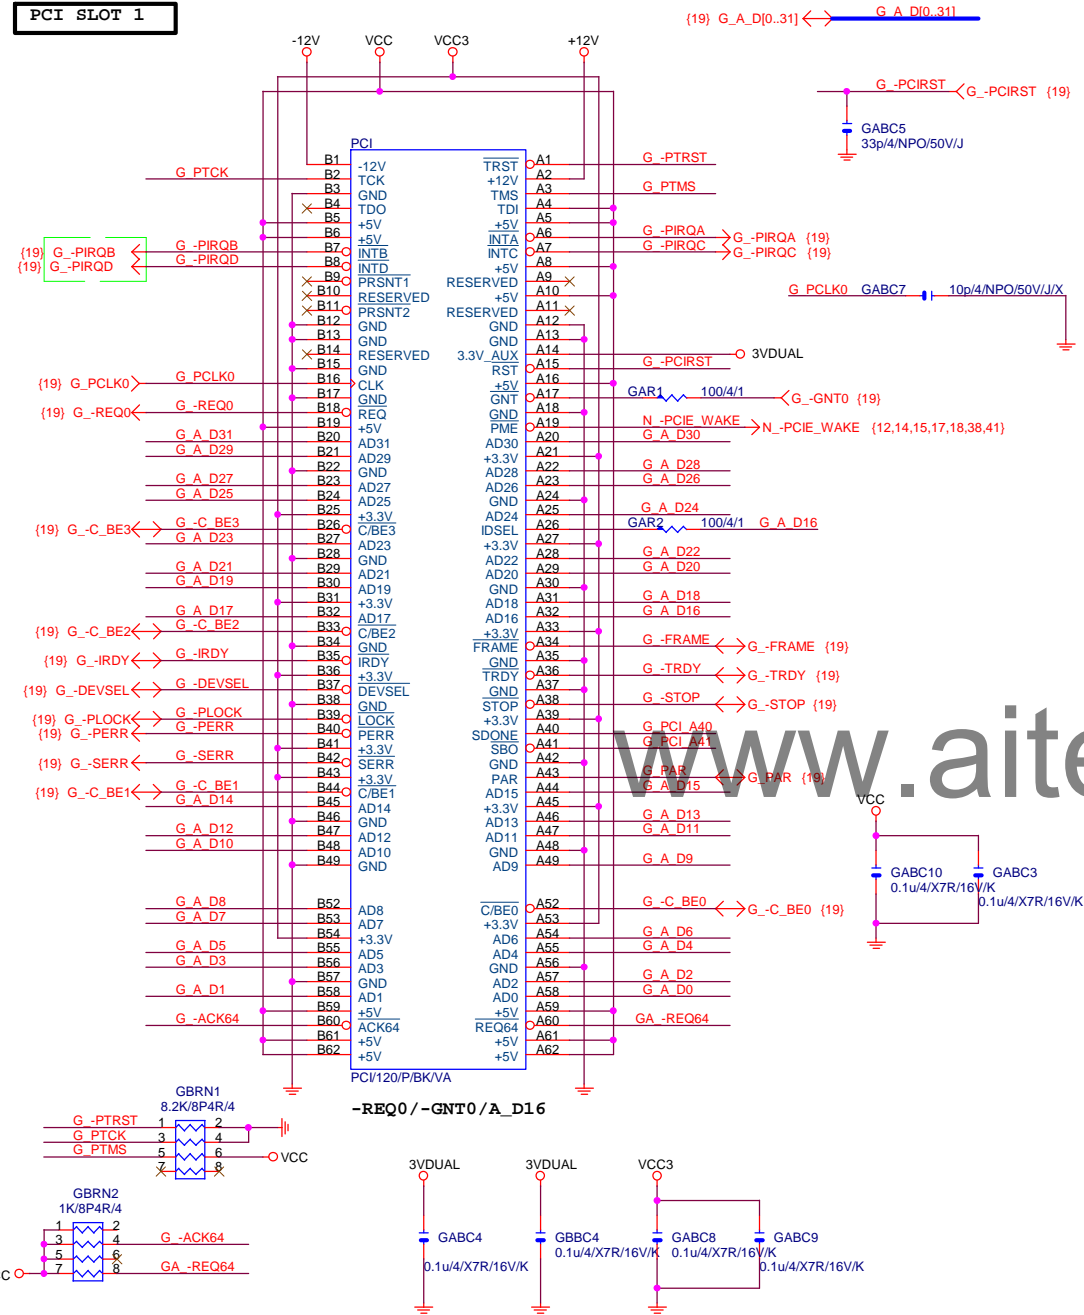 PCI SLOT 1
{19} G_A_D[0..31] G_A_D[0..31]
-12V VCC VCC3 +12V
G_-PCIRST G_-PCIRST {19}
GABC5
33p/4/NPO/50V/J
PCI
B1 -12V TRST A1 G_-PTRST
G_PTCK B2 TCK +12V A2
B3 GND TMS A3 G_PTMS
B4 TDO TDI A4
B5 +5V +5V A5
B6 +5V INTA A6 G_-PIRQA G_-PIRQA {19}
{19} G_-PIRQB G_-PIRQB B7 INTB INTC A7 G_-PIRQC G_-PIRQC {19}
{19} G_-PIRQD G_-PIRQD B8 INTD +5V A8
B9 PRSNT1 RESERVED A9
B10 RESERVED +5V A10
G_PCLK0 GABC7 10p/4/NPO/50V/J/X
B11 PRSNT2 RESERVED A11
B12 GND GND A12
B13 GND GND A13
B14 RESERVED 3.3V_AUX A14 3VDUAL
B15 GND RST A15 G_-PCIRST
{19} G_PCLK0 G_PCLK0 B16 CLK +5V A16
B17 GND GNT A17 GAR1 100/4/1 G_-GNT0 {19}
{19} G_-REQ0 G_-REQ0 B18 REQ GND A18
B19 +5V PME A19 N_-PCIE_WAKE N_-PCIE_WAKE {12,14,15,17,18,38,41}
G_A_D31 B20 AD31 AD30 A20 G_A_D30
G_A_D29 B21 AD29 +3.3V A21
B22 GND AD28 A22 G_A_D28
G_A_D27 B23 AD27 AD26 A23 G_A_D26
G_A_D25 B24 AD25 GND A24
B25 +3.3V AD24 A25 G_A_D24
{19} G_-C_BE3 G_-C_BE3 B26 C/BE3 IDSEL A26 GAR2 100/4/1 G_A_D16
G_A_D23 B27 AD23 +3.3V A27
B28 GND AD22 A28 G_A_D22
G_A_D21 B29 AD21 AD20 A29 G_A_D20
G_A_D19 B30 AD19 GND A30
B31 +3.3V AD18 A31 G_A_D18
G_A_D17 B32 AD17 AD16 A32 G_A_D16
{19} G_-C_BE2 G_-C_BE2 B33 C/BE2 +3.3V A33
B34 GND FRAME A34 G_-FRAME G_-FRAME {19}
{19} G_-IRDY G_-IRDY B35 IRDY GND A35
B36 +3.3V TRDY A36 G_-TRDY G_-TRDY {19}
{19} G_-DEVSEL G_-DEVSEL B37 DEVSEL GND A37
B38 GND STOP A38 G_-STOP G_-STOP {19}
{19} G_-PLOCK G_-PLOCK B39 LOCK +3.3V A39
{19} G_-PERR G_-PERR B40 PERR SDONE A40 G_PCI_A40
B41 +3.3V SBO A41 G_PCI_A41
{19} G_-SERR G_-SERR B42 SERR GND A42
B43 +3.3V PAR A43 G_PAR G_PAR {19}
{19} G_-C_BE1 G_-C_BE1 B44 C/BE1 AD15 A44 G_A_D15
G_A_D14 B45 AD14 +3.3V A45
B46 GND AD13 A46 G_A_D13
G_A_D12 B47 AD12 AD11 A47 G_A_D11
G_A_D10 B48 AD10 GND A48
B49 GND AD9 A49 G_A_D9
www.aite
VCC
GABC10 GABC3
0.1u/4/X7R/16V/K 0.1u/4/X7R/16V/K
G_A_D8 B52 AD8 C/BE0 A52 G_-C_BE0 G_-C_BE0 {19}
G_A_D7 B53 AD7 +3.3V A53
B54 +3.3V AD6 A54 G_A_D6
G_A_D5 B55 AD5 AD4 A55 G_A_D4
G_A_D3 B56 AD3 GND A56
B57 GND AD2 A57 G_A_D2
G_A_D1 B58 AD1 AD0 A58 G_A_D0
B59 +5V +5V A59
G_-ACK64 B60 ACK64 REQ64 A60 GA_-REQ64
B61 +5V +5V A61
B62 +5V +5V A62
PCI/120/P/BK/VA
-REQ0/-GNT0/A_D16
GBRN1
8.2K/8P4R/4
G_-PTRST 1 2
G_PTCK 3 4
G_PTMS 5 6 VCC
7 8
GBRN2
1K/8P4R/4
1 2
3 4 G_-ACK64
5 6
C 7 8 GA_-REQ64
3VDUAL 3VDUAL VCC3
GABC4 GBBC4 GABC8 GABC9
0.1u/4/X7R/16V/K 0.1u/4/X7R/16V/K
0.1u/4/X7R/16V/K 0.1u/4/X7R/16V/K